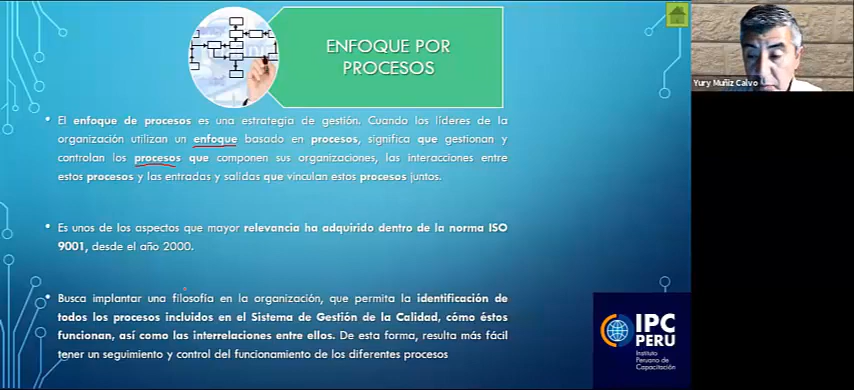 ENFOQUE POR
PROCESOS
Yury Muñiz Calvo
• El enfoque de procesos es una estrategia de gestión. Cuando los líderes de la
organización utilizan un enfoque basado en procesos, significa que gestionan y
controlan los procesos que componen sus organizaciones, las interacciones entre
estos procesos y las entradas y salidas que vinculan estos procesos juntos.
• Es unos de los aspectos que mayor relevancia ha adquirido dentro de la norma ISO
9001, desde el año 2000.
• Busca implantar una filosofía en la organización, que permita la identificación de
todos los procesos incluidos en el Sistema de Gestión de la Calidad, cómo éstos
funcionan, así como las interrelaciones entre ellos. De esta forma, resulta más fácil
tener un seguimiento y control del funcionamiento de los diferentes procesos
IPC
PERU
Instituto
Peruano de
Capacitación